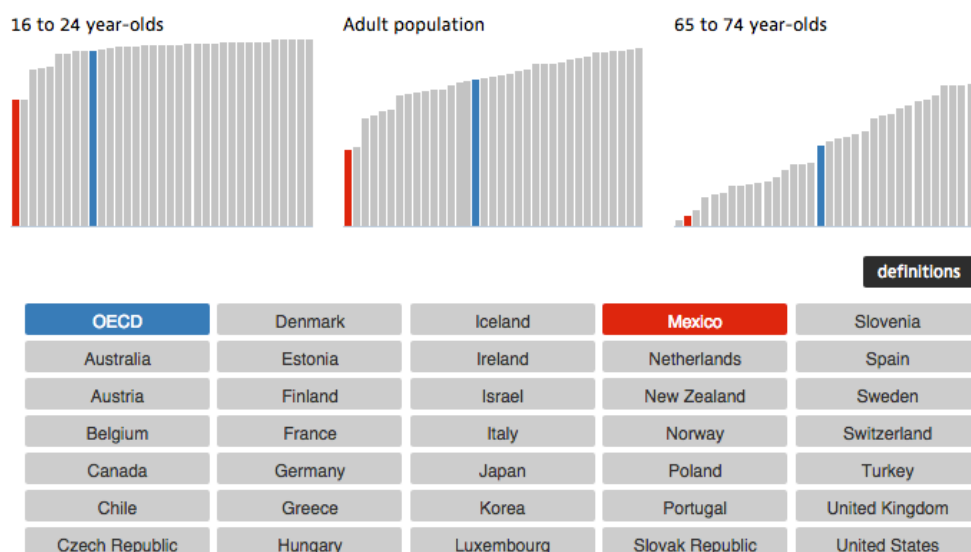 16 to 24 year-olds Adult population 65 to 74 year-olds
definitions
OECD Denmark Iceland Mexico Slovenia
Australia Estonia Ireland Netherlands Spain
Austria Finland Israel New Zealand Sweden
Belgium France Italy Norway Switzerland
Canada Germany Japan Poland Turkey
Chile Greece Korea Portugal United Kingdom
Czech Republic Hungary Luxembourg Slovak Republic United States